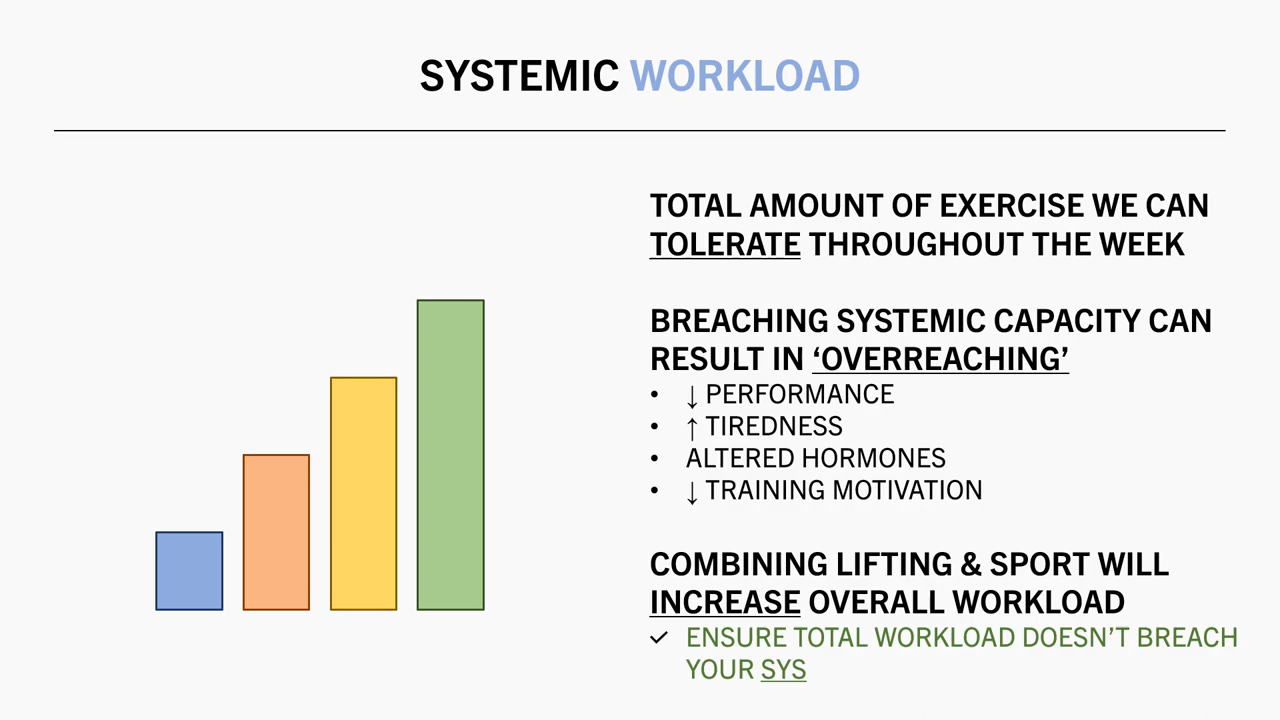 SYSTEMIC WORKLOAD
TOTAL AMOUNT OF EXERCISE WE CAN
TOLERATE THROUGHOUT THE WEEK
BREACHING SYSTEMIC CAPACITY CAN
RESULT IN ‘OVERREACHING’
• ↓ PERFORMANCE
• ↑ TIREDNESS
• ALTERED HORMONES
• ↓ TRAINING MOTIVATION
COMBINING LIFTING & SPORT WILL
INCREASE OVERALL WORKLOAD
✓ ENSURE TOTAL WORKLOAD DOESN’T BREACH
YOUR SYS